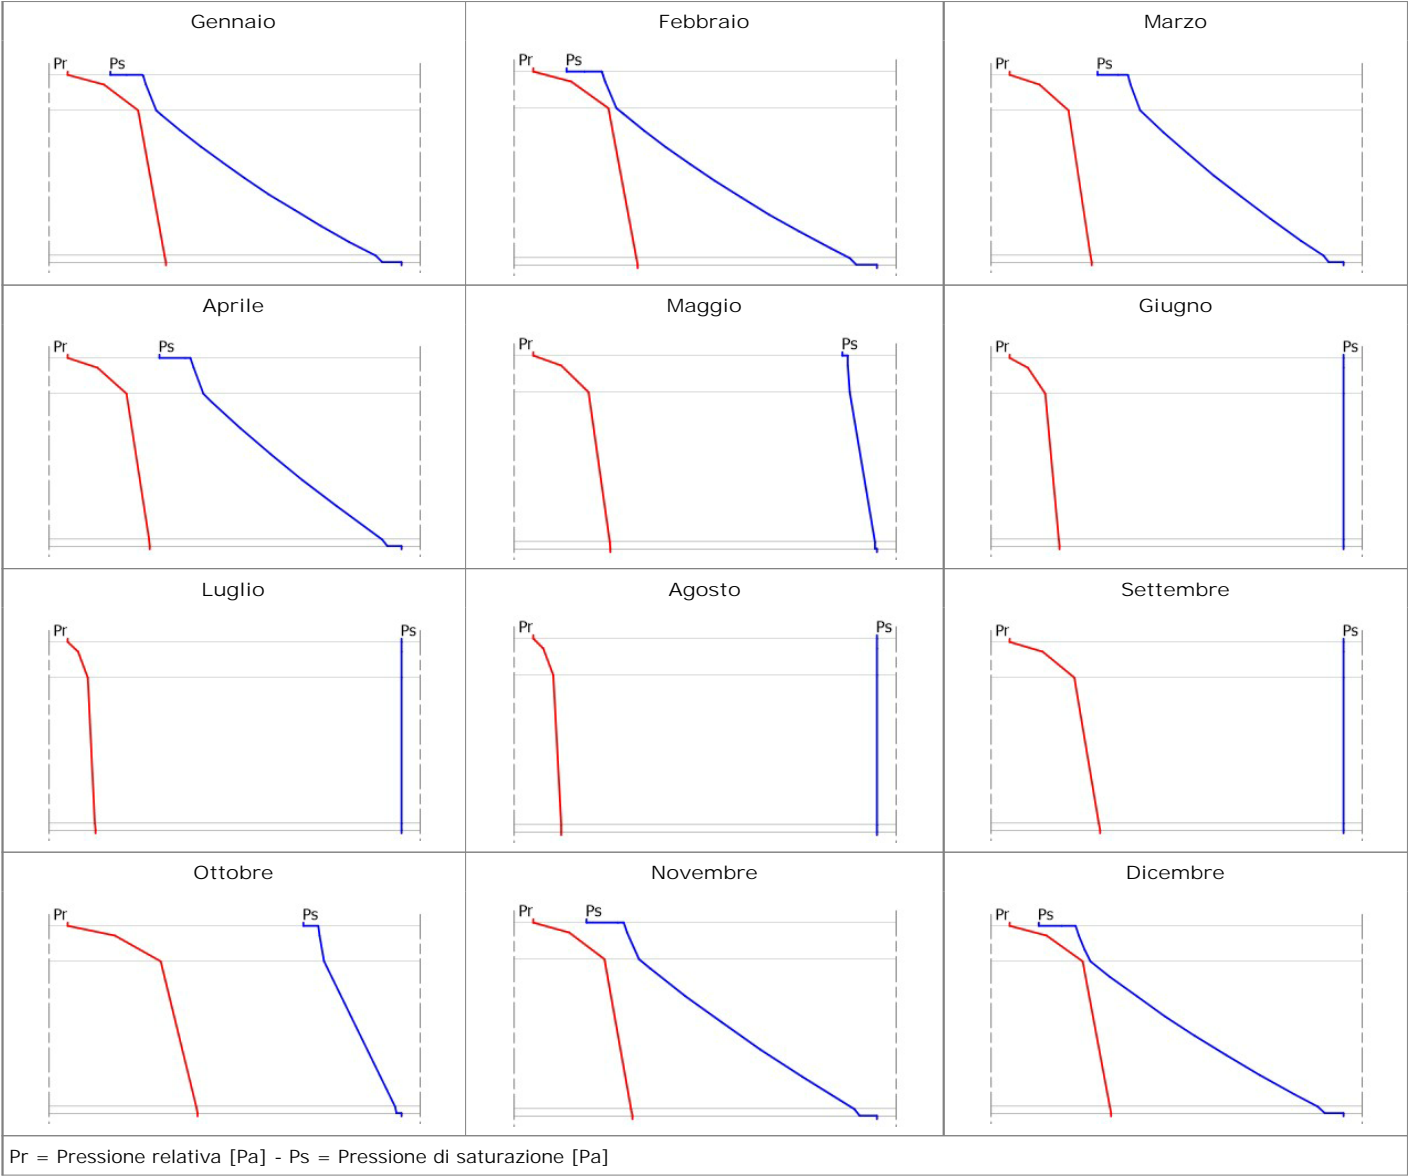 Gennaio
Febbraio
Marzo
Pr
Ps
Pr
Ps
Pr
Ps
Aprile
Maggio
Giugno
Pr
Ps
Pr
Ps
Pr
Ps
Luglio
Agosto
Settembre
Pr
Ps
Pr
Ps
Pr
Ps
Ottobre
Novembre
Dicembre
Pr
Ps
Pr
Ps
Pr
Ps
Pr = Pressione relativa [Pa] - Ps = Pressione di saturazione [Pa]